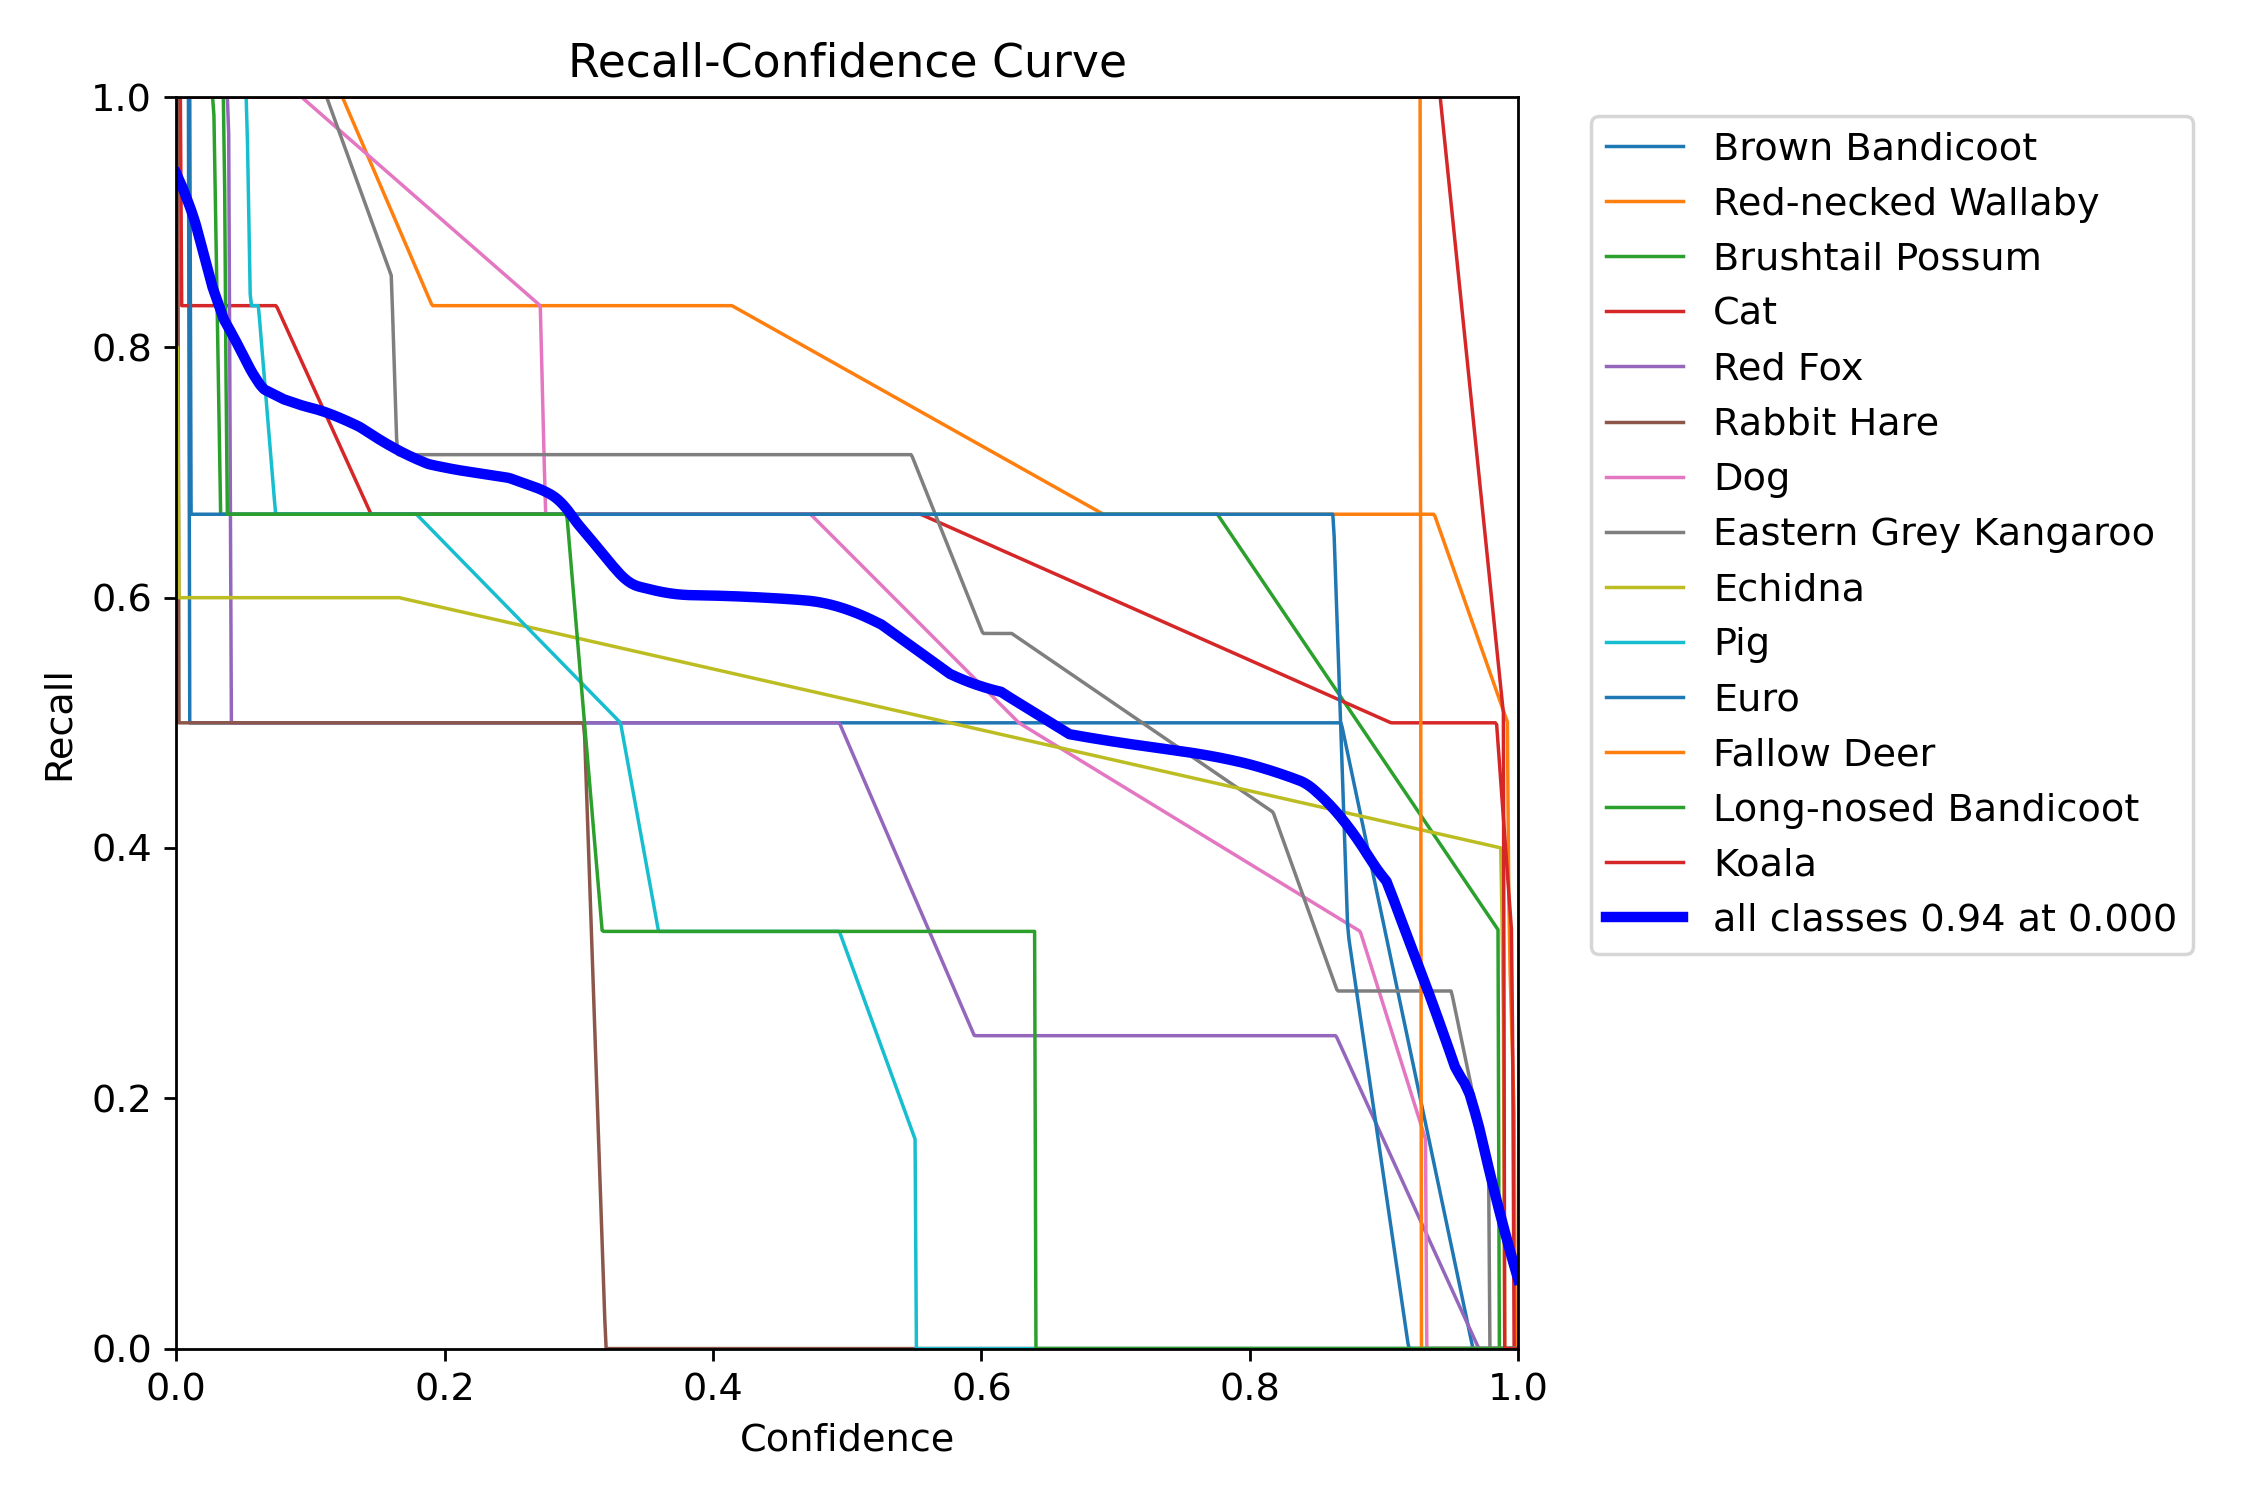 Recall-Confidence Curve
1.0
0.8
0.6
0.4
0.2
0.0
Recall
0.0 0.2 0.4 0.6 0.8 1.0
Confidence
Brown Bandicoot
Red-necked Wallaby
Brushtail Possum
Cat
Red Fox
Rabbit Hare
Dog
Eastern Grey Kangaroo
Echidna
Pig
Euro
Fallow Deer
Long-nosed Bandicoot
Koala
all classes 0.94 at 0.000